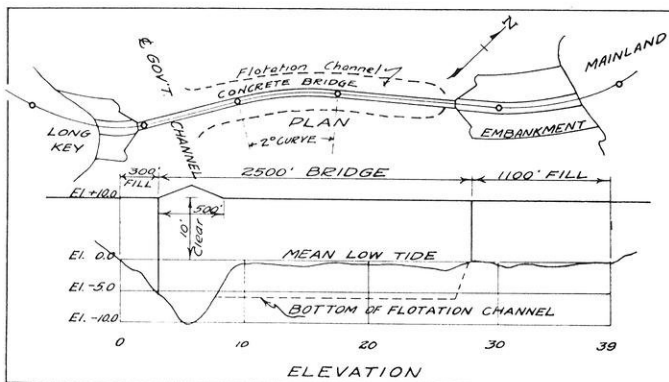 N
MAINLAND
℄ GOV'T.
CHANNEL
Flotation Channel
CONCRETE BRIDGE
PLAN
LONG
KEY
2° CURVE
EMBANKMENT
300'
FILL
2500' BRIDGE
1100' FILL
El. +10.0
500'
10'
Clear
MEAN LOW TIDE
El. 0.0
El. -5.0
BOTTOM OF FLOTATION CHANNEL
El. -10.0
0 10 20 30 39
ELEVATION